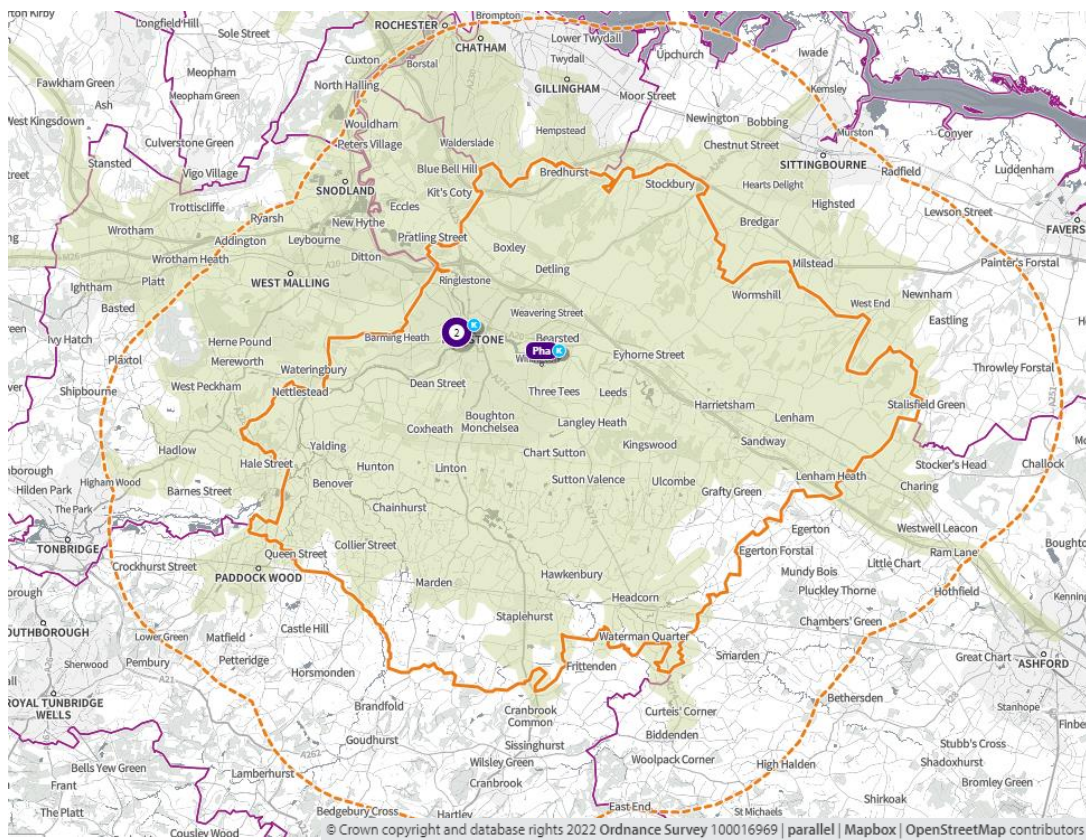 ton Kirby
Longfield Hill
Sole Street
ROCHESTER
Brompton
CHATHAM
Lower Twydall
Twydall
Upchurch
Iwade
Fawkham Green
Meopham
Cuxton
Borstal
GILLINGHAM
Kemsley
Ash
Meopham Green
North Halling
Moor Street
West Kingsdown
Wouldham
Hempstead
Newington
Bobbing
Murston
Conyer
Culverstone Green
Peters Village
Walderslade
Chestnut Street
Stansted
SITTINGBOURNE
Luddenham
Vigo Village
Blue Bell Hill
Bredhurst
Radfield
SNODLAND
Kit's Coty
Stockbury
Hearts Delight
Trottiscliffe
Eccles
Highsted
Ryarsh
New Hythe
Lewson Street
Wrotham
Addington
Leybourne
Pratling Street
Bredgar
FAVERS
Wrotham Heath
Ditton
Boxley
Milstead
Painter's Forstal
Platt
WEST MALLING
Ringlestone
Detling
Ightham
Wormshill
Newnham
Basted
Weavering Street
West End
Eastling
Ivy Hatch
Herne Pound
Barming Heath
2
STONE
Bearsted
Pha
Plaxtol
Mereworth
Eyhorne Street
Throwley Forstal
Wateringbury
Dean Street
A251
Shipbourne
West Peckham
Nettlestead
Three Tees
Leeds
Harrietsham
Stalisfield Green
Boughton
Monchelsea
Langley Heath
Lenham
Coxheath
Kingswood
Hadlow
Yalding
Chart Sutton
Sandway
Hale Street
Hunton
Linton
Stocker's Head
Challock
Hilden Park
Higham Wood
Sutton Valence
Ulcombe
Lenham Heath
The Park
Barnes Street
Benover
Grafty Green
Charing
Chainhurst
A274
Westwell Leacon
TONBRIDGE
Egerton
Queen Street
Collier Street
Egerton Forstal
Ram Lane
Crockhurst Street
Little Chart
PADDOCK WOOD
Hawkenbury
Mundy Bois
Hothfield
Marden
Headcorn
Pluckley Thorne
Staplehurst
OUTHBOROUGH
Lower Green
Matfield
Castle Hill
Chambers' Green
Waterman Quarter
Sherwood
Pembury
Petteridge
Smarden
Great Chart
ASHFORD
A21
Horsmonden
Frittenden
ROYAL TUNBRIDGE
WELLS
Brandfold
Bethersden
Stanhope
Cranbrook
Common
Curteis' Corner
A28
Goudhurst
Biddenden
Sissinghurst
Stubb's Cross
Bells Yew Green
Lamberhurst
A262
Wilsley Green
Woolpack Corner
High Halden
Shadoxhurst
Frant
Cranbrook
Bromley Green
The Platt
Shirkoak
Bedgebury Cross
Hartley
East End
St Michaels
Cousley Wood
© Crown copyright and database rights 2022 Ordnance Survey 100016969 | parallel | Mapbox | OpenStreetMap contributors